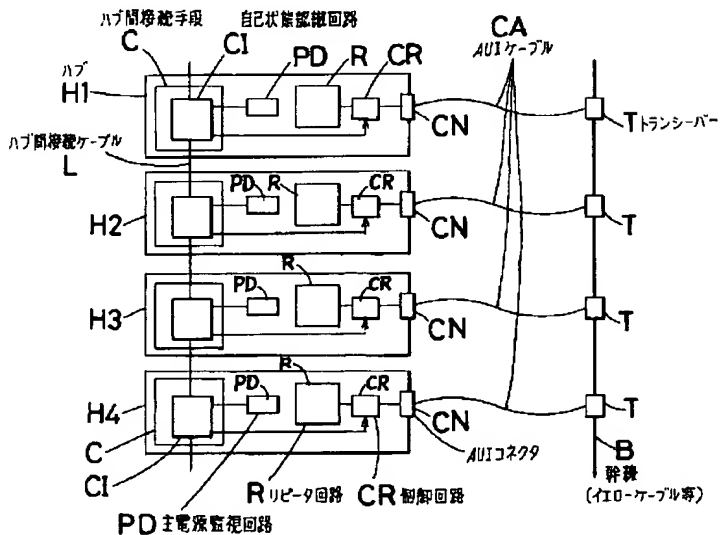 ハブ間接続手段
C
自己状態認識回路
CI
PD
R
CR
CA
AUIケーブル
ハブ
H1
CN
T トランシーバー
ハブ間接続ケーブル
L
H2
PD
R
CR
CN
T
H3
PD
R
CR
CN
T
H4
PD
R
CR
CN
T
C
CI
AUIコネクタ
B
幹線
(イエローケーブル等)
R リピータ回路
CR 制御回路
PD 主電源監視回路